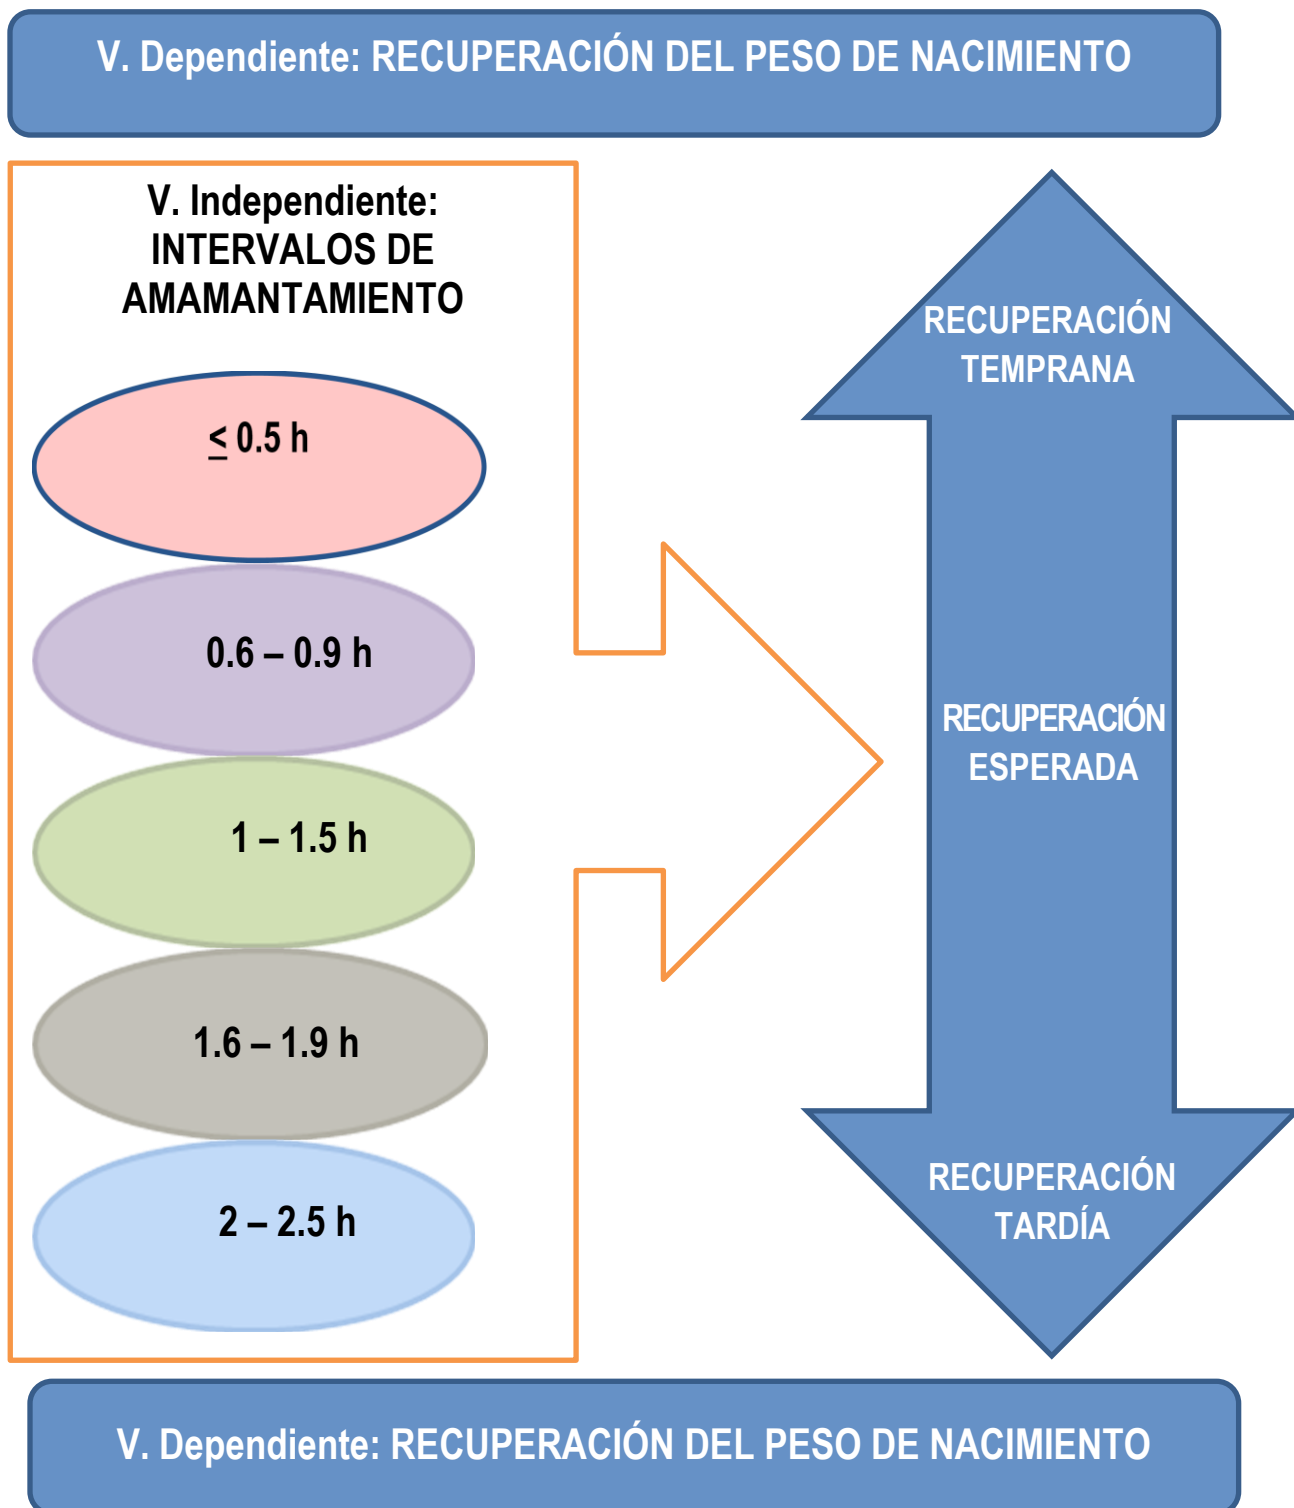 V. Dependiente: RECUPERACIÓN DEL PESO DE NACIMIENTO
V. Independiente:
INTERVALOS DE
AMAMANTAMIENTO
≤ 0.5 h
0.6 – 0.9 h
1 – 1.5 h
1.6 – 1.9 h
2 – 2.5 h
RECUPERACIÓN
TEMPRANA
RECUPERACIÓN
ESPERADA
RECUPERACIÓN
TARDÍA
V. Dependiente: RECUPERACIÓN DEL PESO DE NACIMIENTO